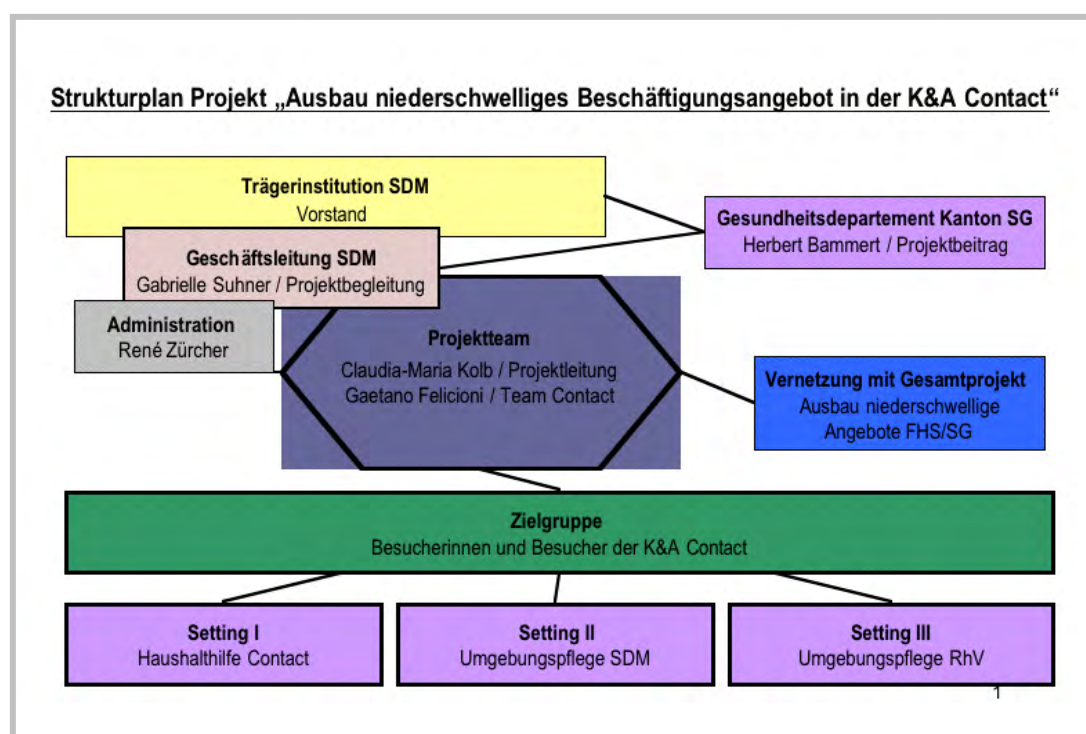 Strukturplan Projekt „Ausbau niederschwelliges Beschäftigungsangebot in der K&A Contact“
Trägerinstitution SDM
Vorstand
Gesundheitsdepartement Kanton SG
Herbert Bammert / Projektbeitrag
Geschäftsleitung SDM
Gabrielle Suhner / Projektbegleitung
Administration
René Zürcher
Projektteam
Claudia-Maria Kolb / Projektleitung
Gaetano Felicioni / Team Contact
Vernetzung mit Gesamtprojekt
Ausbau niederschwellige
Angebote FHS/SG
Zielgruppe
Besucherinnen und Besucher der K&A Contact
Setting I
Haushalthilfe Contact
Setting II
Umgebungspflege SDM
Setting III
Umgebungspflege RhV
1